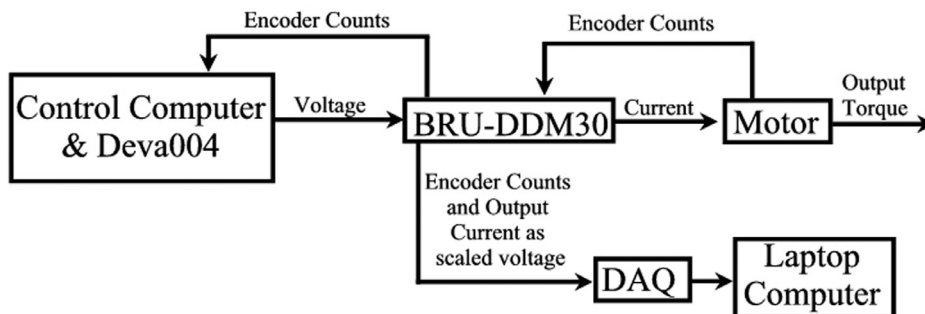 Encoder Counts
Encoder Counts
Control Computer
& Deva004
Voltage
BRU-DDM30
Current
Motor
Output
Torque
Encoder Counts
and Output
Current as
scaled voltage
DAQ
Laptop
Computer